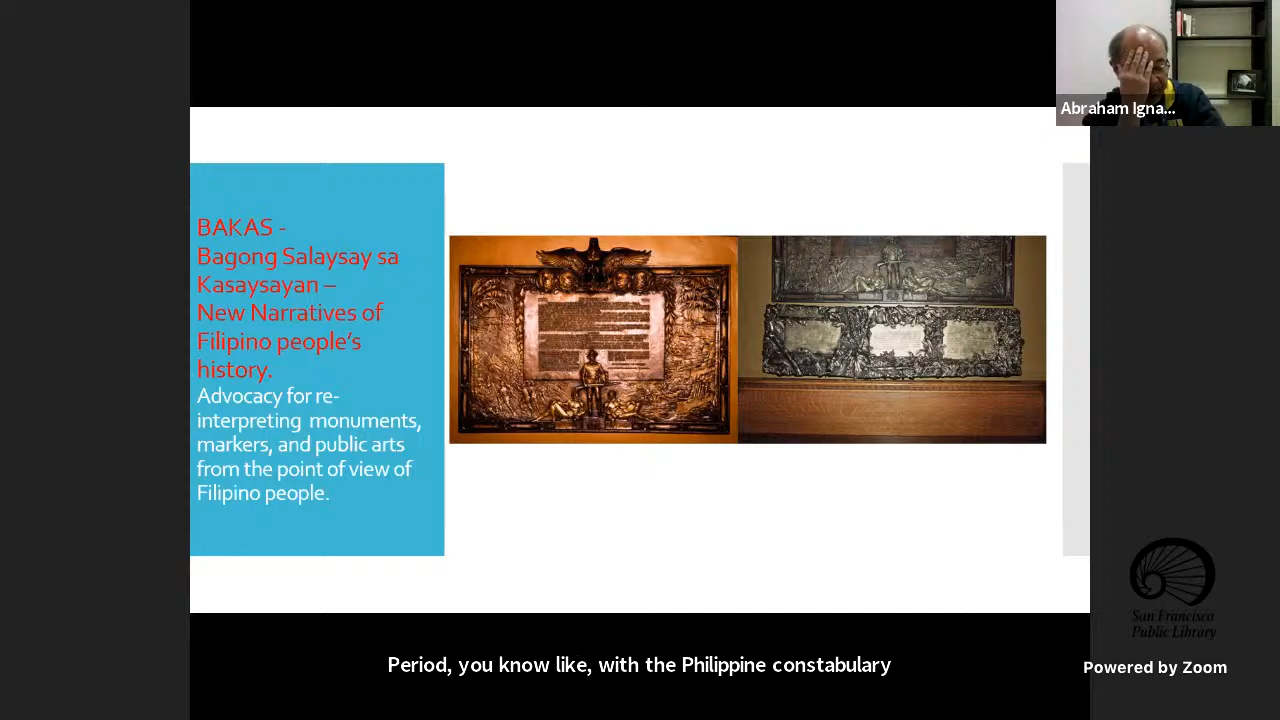 Abraham Igna...
BAKAS -
Bagong Salaysay sa
Kasaysayan –
New Narratives of
Filipino people's
history.
Advocacy for re-
interpreting monuments,
markers, and public arts
from the point of view of
Filipino people.
San Francisco
Public Library
Period, you know like, with the Philippine constabulary
Powered by Zoom